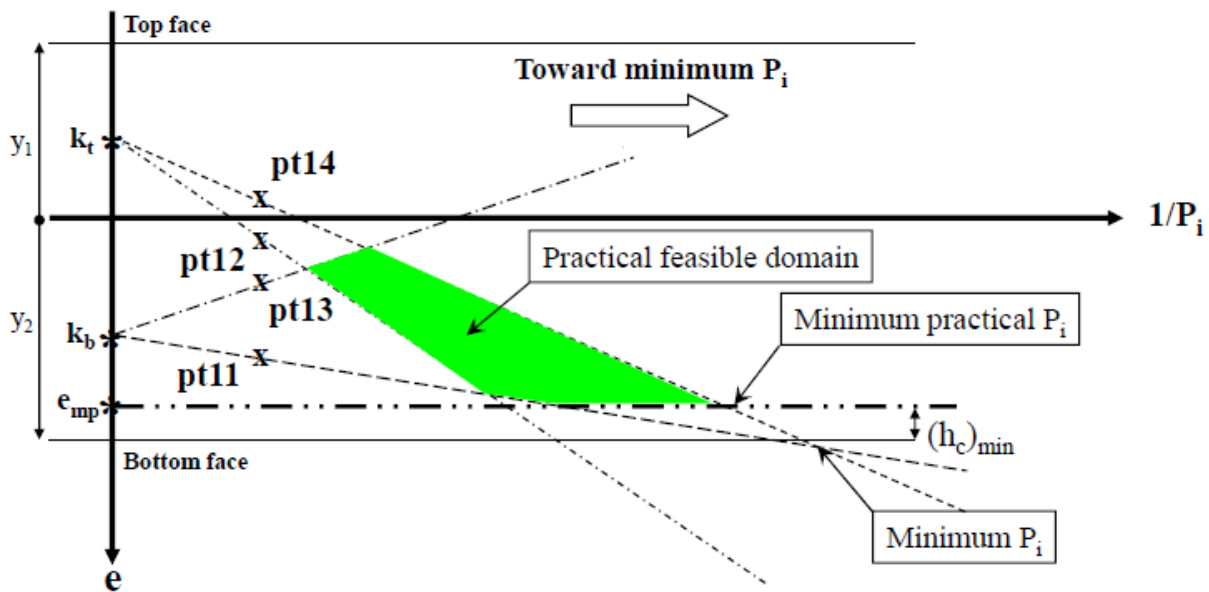 Top face
Toward minimum Pi
y1
kt
pt14
1/Pi
pt12
Practical feasible domain
pt13
y2
kb
Minimum practical Pi
pt11
emp
(hc)min
Bottom face
Minimum Pi
e